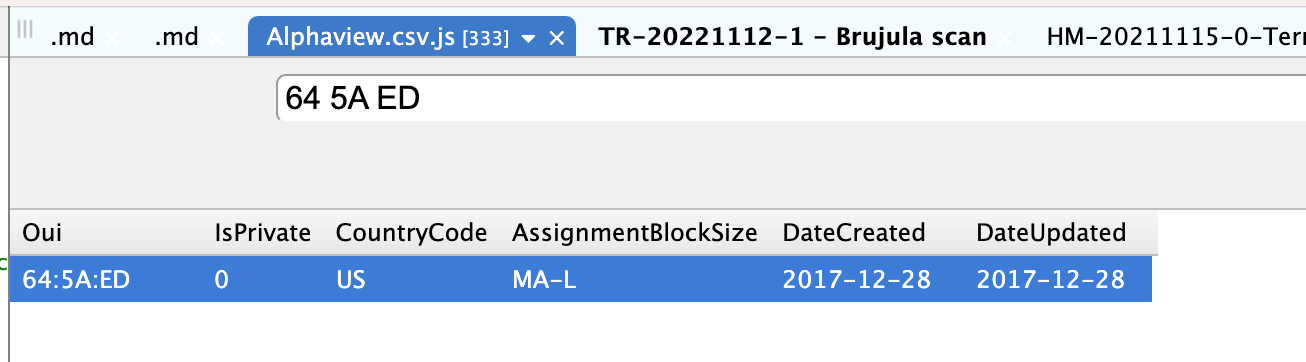 .md × .md × Alphaview.csv.js [333] ▾ × TR-20221112-1 - Brujula scan × HM-20211115-0-Terr
64 5A ED
Oui IsPrivate CountryCode AssignmentBlockSize DateCreated DateUpdated
64:5A:ED 0 US MA-L 2017-12-28 2017-12-28